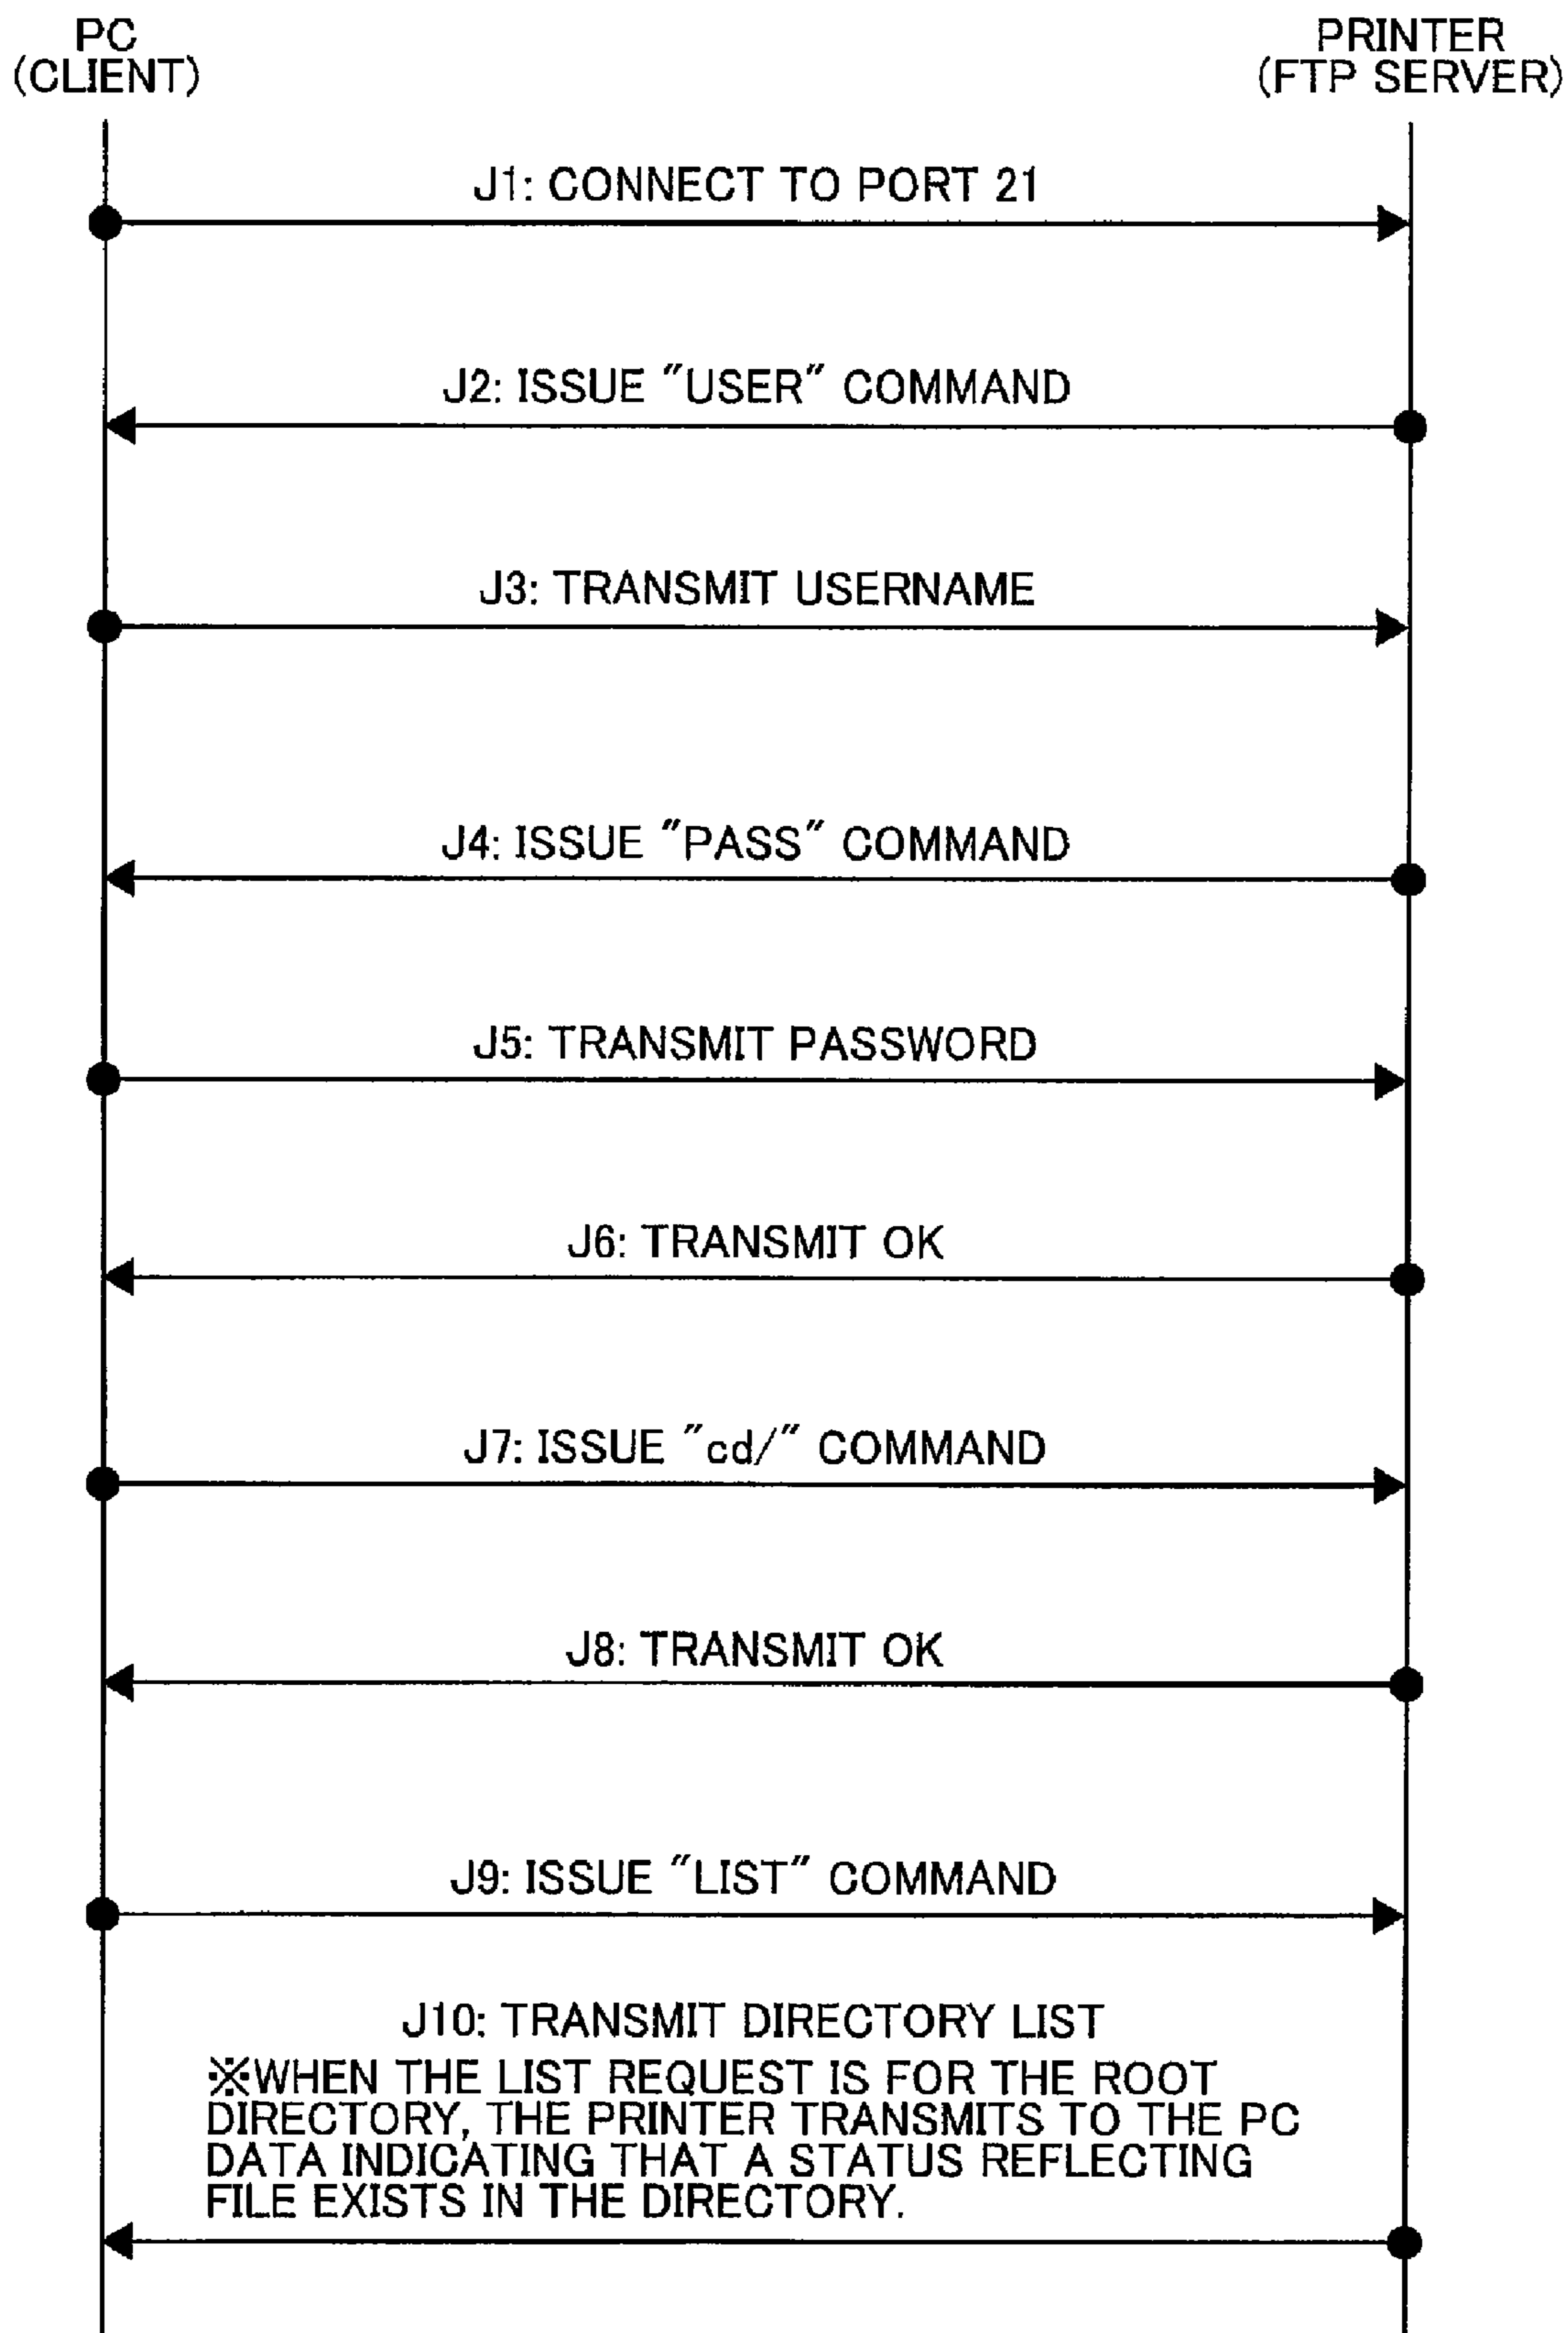 PC
(CLIENT)
PRINTER
(FTP SERVER)
J1: CONNECT TO PORT 21
J2: ISSUE "USER" COMMAND
J3: TRANSMIT USERNAME
J4: ISSUE "PASS" COMMAND
J5: TRANSMIT PASSWORD
J6: TRANSMIT OK
J7: ISSUE "cd/" COMMAND
J8: TRANSMIT OK
J9: ISSUE "LIST" COMMAND
J10: TRANSMIT DIRECTORY LIST
※WHEN THE LIST REQUEST IS FOR THE ROOT
DIRECTORY, THE PRINTER TRANSMITS TO THE PC
DATA INDICATING THAT A STATUS REFLECTING
FILE EXISTS IN THE DIRECTORY.